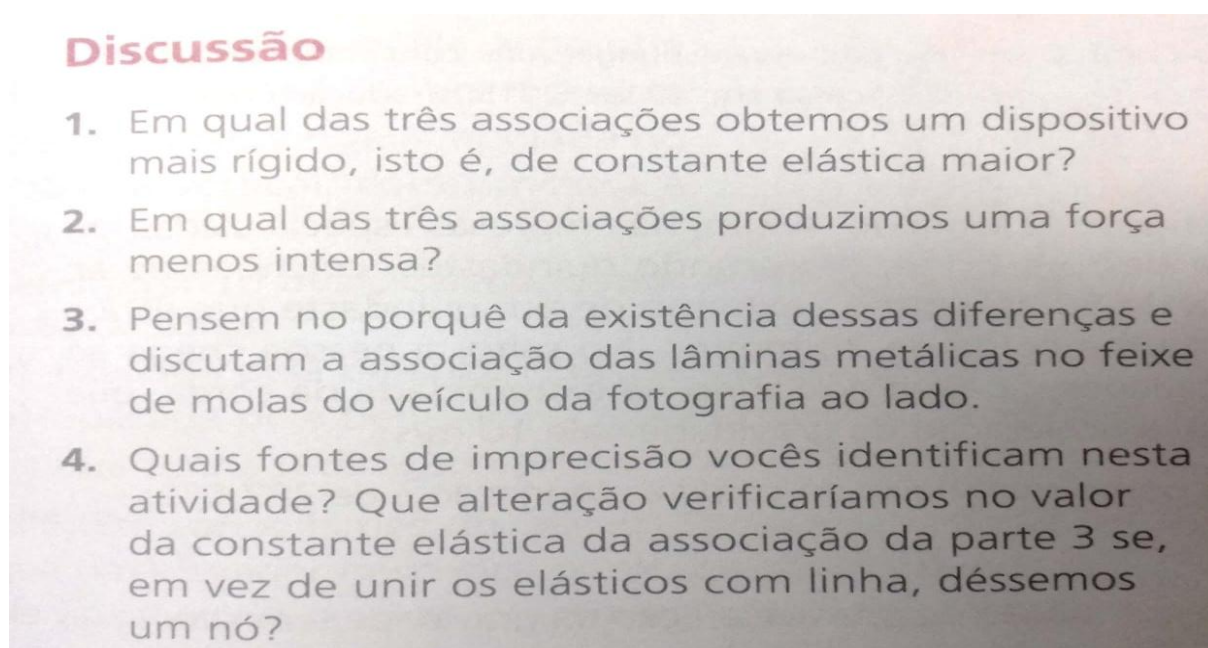 Discussão
1. Em qual das três associações obtemos um dispositivo
mais rígido, isto é, de constante elástica maior?
2. Em qual das três associações produzimos uma força
menos intensa?
3. Pensem no porquê da existência dessas diferenças e
discutam a associação das lâminas metálicas no feixe
de molas do veículo da fotografia ao lado.
4. Quais fontes de imprecisão vocês identificam nesta
atividade? Que alteração verificaríamos no valor
da constante elástica da associação da parte 3 se,
em vez de unir os elásticos com linha, déssemos
um nó?